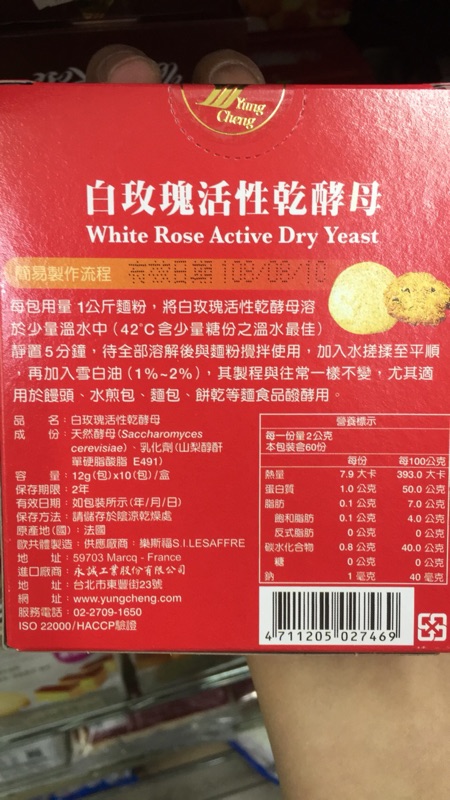 Yung
Cheng
白玫瑰活性乾酵母
White Rose Active Dry Yeast
簡易製作流程 有效日期 108/08/10
每包用量1公斤麵粉，將白玫瑰活性乾酵母溶
於少量溫水中(42°C含少量糖份之溫水最佳)
靜置5分鐘，待全部溶解後與麵粉攪拌使用，加入水搓揉至平順
，再加入雪白油(1%~2%)，其製程與往常一樣不變，尤其適
用於饅頭、水煎包、麵包、餅乾等麵食品醱酵用。
品名：白玫瑰活性乾酵母
成份：天然酵母(Saccharomyces
cerevisiae)、乳化劑(山梨醇酐
單硬脂酸脂 E491)
容量：12g(包)x10(包)/盒
保存期限：2年
有效日期：如包裝所示(年/月/日)
保存方法：請儲存於陰涼乾燥處
原產地(國)：法國
歐共體製造：供應廠商：樂斯福S.I.LESAFFRE
地址：59703 Marcq - France
進口廠商：永誠工業股份有限公司
地址：台北市東豐街23號
網址：www.yungcheng.com
服務電話：02-2709-1650
ISO 22000/HACCP驗證
營養標示
每一份量2公克
本包裝含60份
每份 每100公克
熱量 7.9 大卡 393.0 大卡
蛋白質 1.0 公克 50.0 公克
脂肪 0.1 公克 7.0 公克
飽和脂肪 0.1 公克 4.0 公克
反式脂肪 0 公克 0 公克
碳水化合物 0.8 公克 40.0 公克
糖 0 公克 0 公克
鈉 1 毫克 40 毫克
4 711205 027469